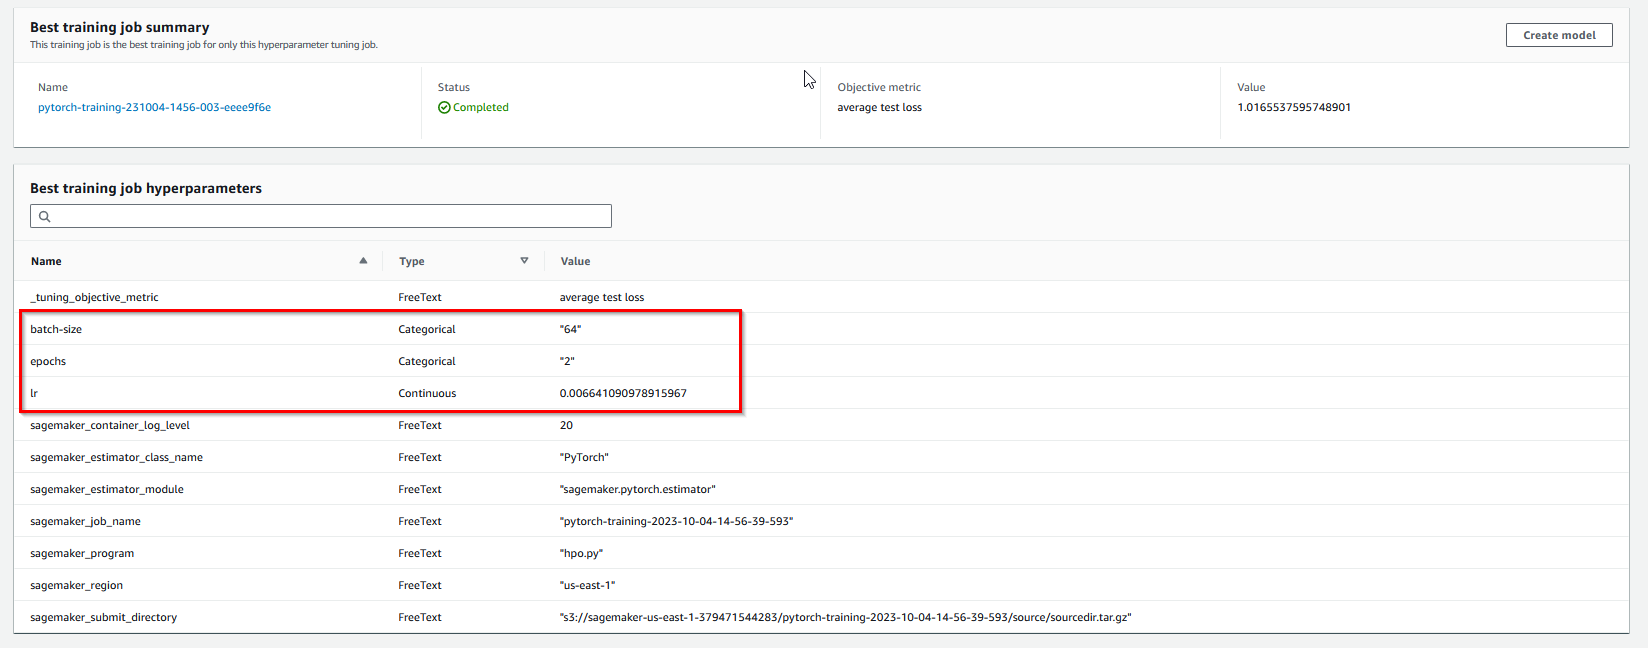 Best training job summary
This training job is the best training job for only this hyperparameter tuning job.
Create model
Name Status Objective metric Value
pytorch-training-231004-1456-003-eeee9f6e Completed average test loss 1.0165537595748901
Best training job hyperparameters
Name Type Value
_tuning_objective_metric FreeText average test loss
batch-size Categorical "64"
epochs Categorical "2"
lr Continuous 0.006641090978915967
sagemaker_container_log_level FreeText 20
sagemaker_estimator_class_name FreeText "PyTorch"
sagemaker_estimator_module FreeText "sagemaker.pytorch.estimator"
sagemaker_job_name FreeText "pytorch-training-2023-10-04-14-56-39-593"
sagemaker_program FreeText "hpo.py"
sagemaker_region FreeText "us-east-1"
sagemaker_submit_directory FreeText "s3://sagemaker-us-east-1-379471544283/pytorch-training-2023-10-04-14-56-39-593/source/sourcedir.tar.gz"